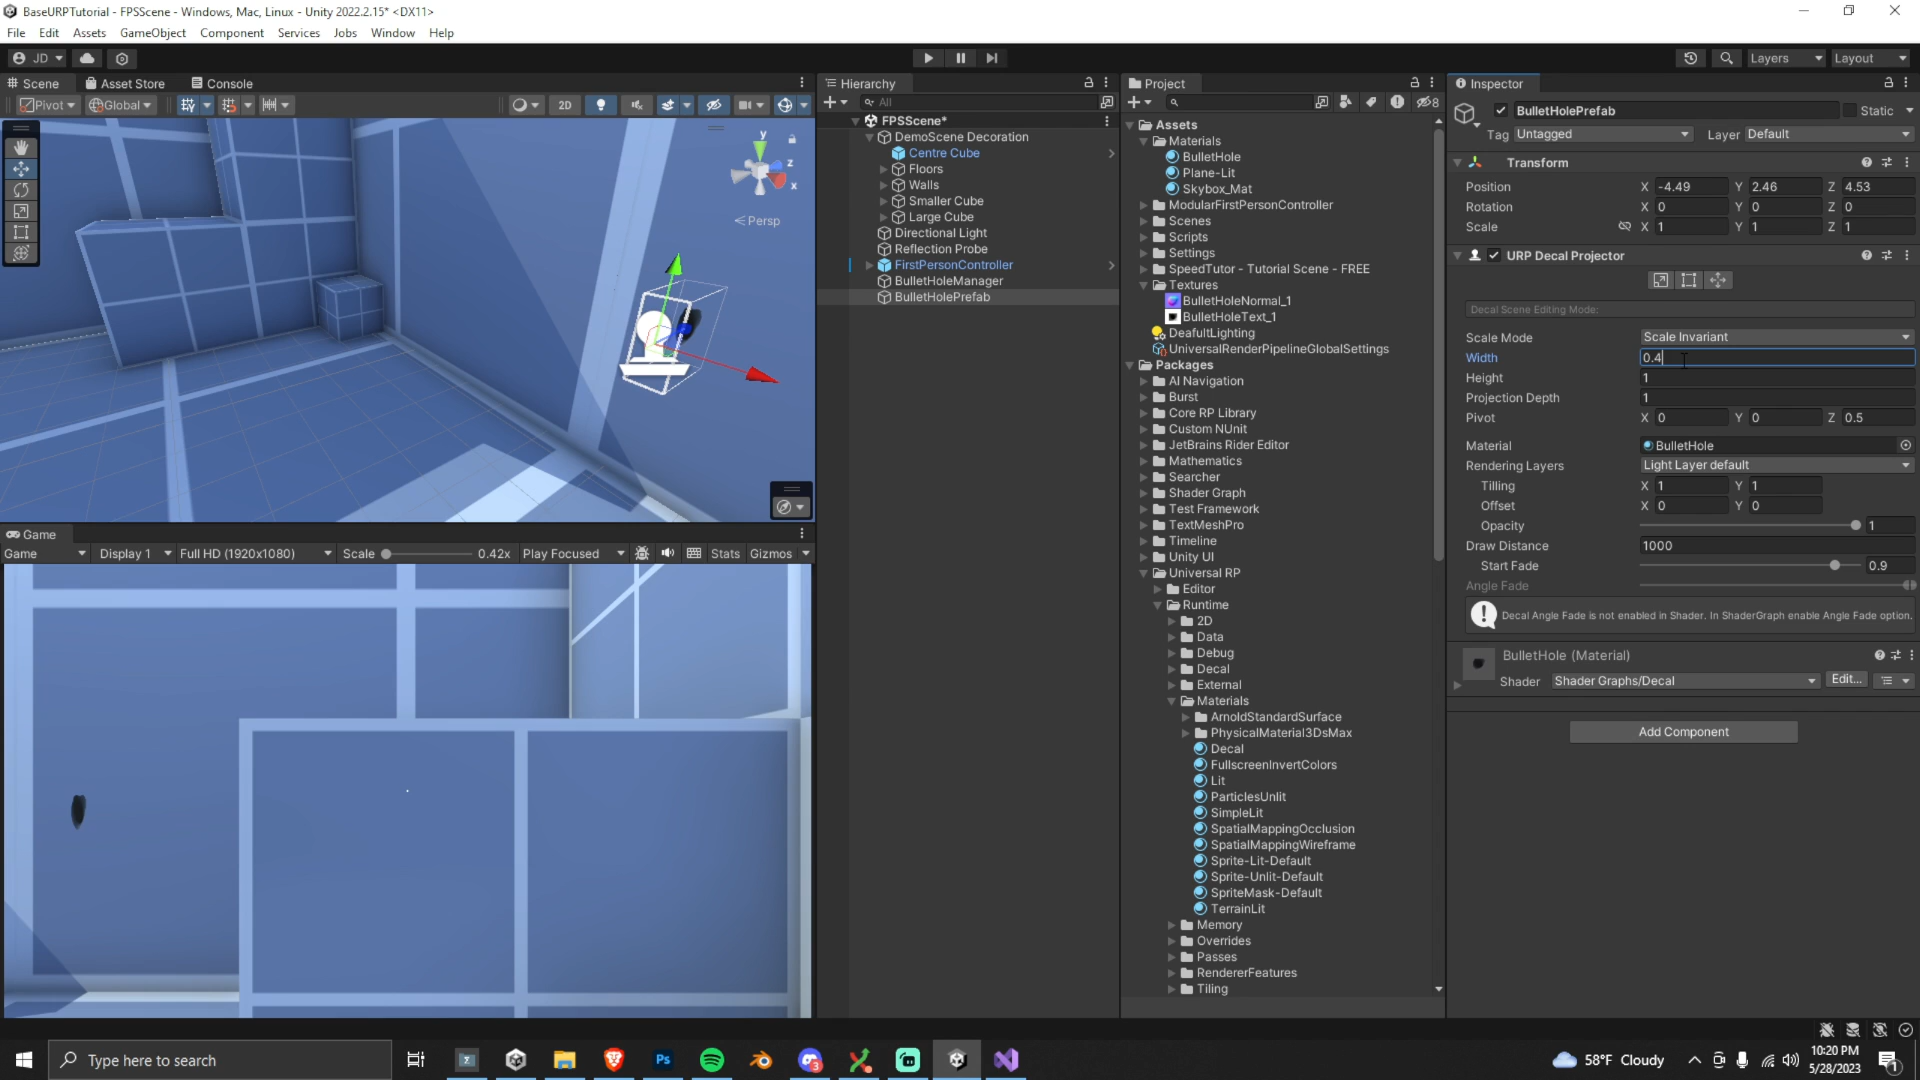 BaseURPTutorial - FPSScene - Windows, Mac, Linux - Unity 2022.2.15* <DX11>
File Edit Assets GameObject Component Services Jobs Window Help
JD Layers Layout
Scene Asset Store Console
Pivot Global 2D
y
z
x
Persp
Game
Game Display 1 Full HD (1920x1080) Scale 0.42x Play Focused Stats Gizmos
Hierarchy
All
FPSScene*
DemoScene Decoration
Centre Cube
Floors
Walls
Smaller Cube
Large Cube
Directional Light
Reflection Probe
FirstPersonController
BulletHoleManager
BulletHolePrefab
Project
8
Assets
Materials
BulletHole
Plane-Lit
Skybox_Mat
ModularFirstPersonController
Scenes
Scripts
Settings
SpeedTutor - Tutorial Scene - FREE
Textures
BulletHoleNormal_1
BulletHoleText_1
DeafultLighting
UniversalRenderPipelineGlobalSettings
Packages
AI Navigation
Burst
Core RP Library
Custom NUnit
JetBrains Rider Editor
Mathematics
Searcher
Shader Graph
Test Framework
TextMeshPro
Timeline
Unity UI
Universal RP
Editor
Runtime
2D
Data
Debug
Decal
External
Materials
ArnoldStandardSurface
PhysicalMaterial3DsMax
Decal
FullscreenInvertColors
Lit
ParticlesUnlit
SimpleLit
SpatialMappingOcclusion
SpatialMappingWireframe
Sprite-Lit-Default
Sprite-Unlit-Default
SpriteMask-Default
TerrainLit
Memory
Overrides
Passes
RendererFeatures
Tiling
Inspector
BulletHolePrefab Static
Tag Untagged Layer Default
Transform
Position X -4.49 Y 2.46 Z 4.53
Rotation X 0 Y 0 Z 0
Scale X 1 Y 1 Z 1
URP Decal Projector
Decal Scene Editing Mode:
Scale Mode Scale Invariant
Width 0.4
Height 1
Projection Depth 1
Pivot X 0 Y 0 Z 0.5
Material BulletHole
Rendering Layers Light Layer default
Tilling X 1 Y 1
Offset X 0 Y 0
Opacity 1
Draw Distance 1000
Start Fade 0.9
Angle Fade
Decal Angle Fade is not enabled in Shader. In ShaderGraph enable Angle Fade option.
BulletHole (Material)
Shader Shader Graphs/Decal Edit...
Add Component
Type here to search
Ps
3
58°F Cloudy
10:20 PM
5/28/2023
1